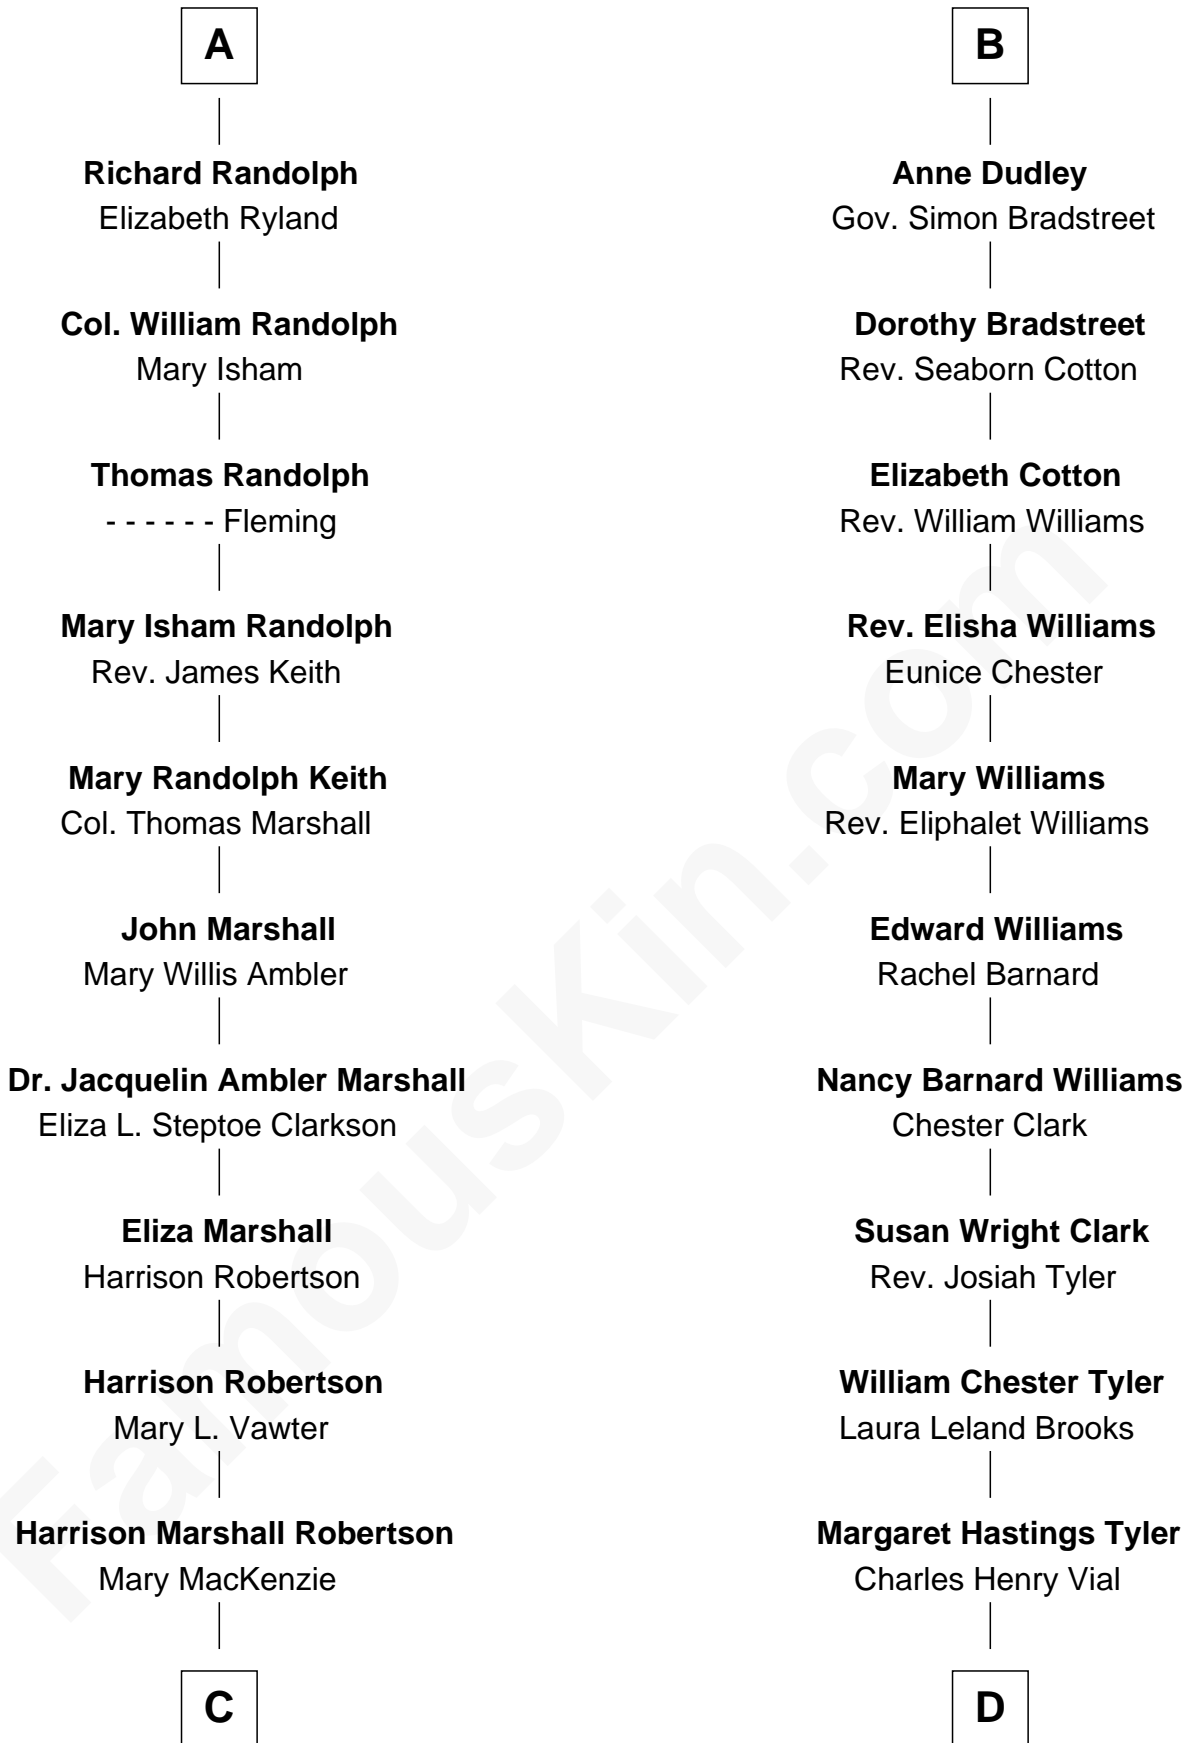 A
Richard Randolph
Elizabeth Ryland
Col. William Randolph
Mary Isham
Thomas Randolph
- - - - - - Fleming
Mary Isham Randolph
Rev. James Keith
Mary Randolph Keith
Col. Thomas Marshall
John Marshall
Mary Willis Ambler
Dr. Jacquelin Ambler Marshall
Eliza L. Steptoe Clarkson
Eliza Marshall
Harrison Robertson
Harrison Robertson
Mary L. Vawter
Harrison Marshall Robertson
Mary MacKenzie
C
B
Anne Dudley
Gov. Simon Bradstreet
Dorothy Bradstreet
Rev. Seaborn Cotton
Elizabeth Cotton
Rev. William Williams
Rev. Elisha Williams
Eunice Chester
Mary Williams
Rev. Eliphalet Williams
Edward Williams
Rachel Barnard
Nancy Barnard Williams
Chester Clark
Susan Wright Clark
Rev. Josiah Tyler
William Chester Tyler
Laura Leland Brooks
Margaret Hastings Tyler
Charles Henry Vial
D
FamousKin.com